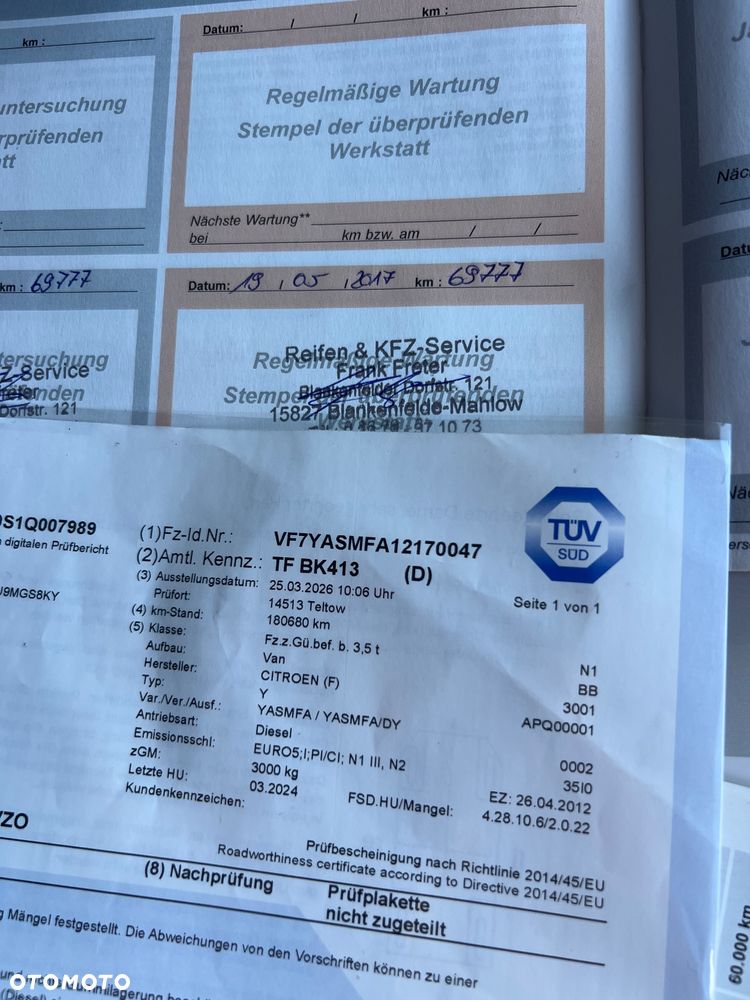 km :
Datum: / / km :
untersuchung
rprüfenden
tt
Regelmäßige Wartung
Stempel der überprüfenden
Werkstatt
Nächste Wartung**
bei km bzw. am / /
km : 69777
Datum: 19 / 05 / 2017 km : 69777
Reifen & KFZ-Service
Frank Freter
Blankenfelder Dorfstr. 121
15827 Blankenfelde-Mahlow
Dorfstr. 121
Datu
60.000 km
TÜV
SÜD
Seite 1 von 1
S1Q007989
digitalen Prüfbericht
J9MGS8KY
(1)Fz-Id.Nr.: VF7YASMFA12170047
(2)Amtl. Kennz.: TF BK413 (D)
(3) Ausstellungsdatum: 25.03.2026 10:06 Uhr
Prüfort: 14513 Teltow
(4) km-Stand: 180680 km
(5) Klasse: Fz.z.Gü.bef. b. 3,5 t N1
Aufbau: Van BB
Hersteller: CITROEN (F) 3001
Typ: Y APQ00001
Var./Ver./Ausf.: YASMFA / YASMFA/DY
Antriebsart: Diesel 0002
Emissionsschl: EURO5;I;PI/CI; N1 III, N2 35I0
zGM: 3000 kg EZ: 26.04.2012
Letzte HU: 03.2024 FSD.HU/Mangel: 4.28.10.6/2.0.22
Kundenkennzeichen:
VZO
Prüfbescheinigung nach Richtlinie 2014/45/EU
Roadworthiness certificate according to Directive 2014/45/EU
(8) Nachprüfung Prüfplakette
nicht zugeteilt
g Mängel festgestellt. Die Abweichungen von den Vorschriften können zu einer
OTOMOTO